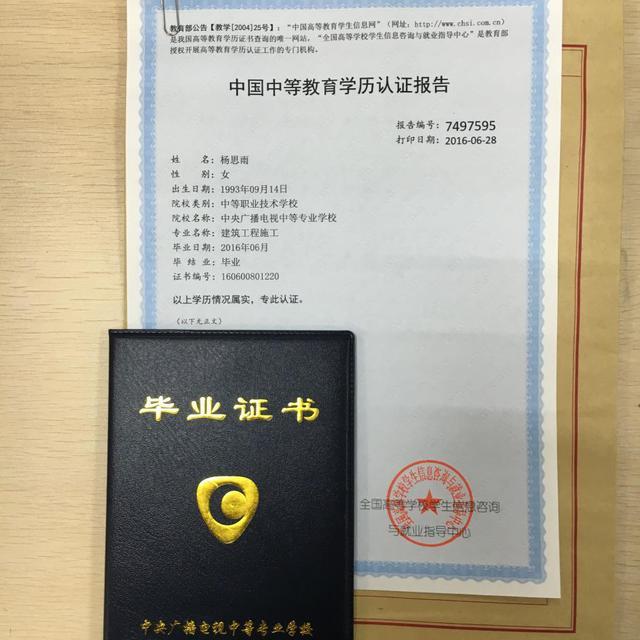 教育部公告【教学[2004]25号】："中国高等教育学生信息网"（网址：http://www.chsi.com.cn）
是我国高等教育学历证书查询的唯一网站，"全国高等学校学生信息咨询与就业指导中心"是教育部
授权开展高等教育学历认证工作的专门机构。
中国中等教育学历认证报告
报告编号：7497595
打印日期：2016-06-28
姓 名：杨思雨
性 别：女
出生日期：1993年09月14日
院校类别：中等职业技术学校
院校名称：中央广播电视中等专业学校
专业名称：建筑工程施工
毕业日期：2016年06月
毕 结 业：毕业
证书编号：160600801220
以上学历情况属实，专此认证。
（以下无正文）
全国高等学校学生信息咨询
与就业指导中心
毕业证书
中央广播电视中等专业学校